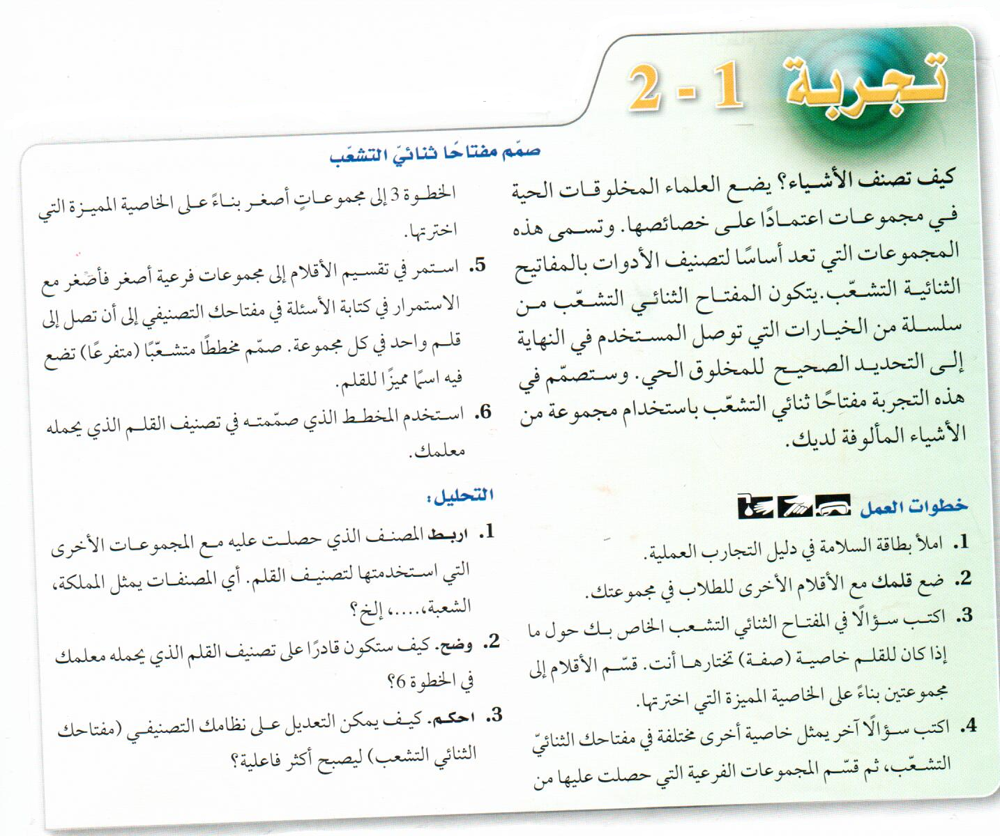 تجربة 1 - 2
صمّم مفتاحًا ثنائيّ التشعّب
كيف تصنف الأشياء؟ يضع العلماء المخلوقات الحية
في مجموعات اعتمادًا على خصائصها. وتسمى هذه
المجموعات التي تعد أساسًا لتصنيف الأدوات بالمفاتيح
الثنائية التشعّب.يتكون المفتاح الثنائي التشعّب من
سلسلة من الخيارات التي توصل المستخدم في النهاية
إلى التحديد الصحيح للمخلوق الحي. وستصمّم في
هذه التجربة مفتاحًا ثنائي التشعّب باستخدام مجموعة من
الأشياء المألوفة لديك.
خطوات العمل
1. املأ بطاقة السلامة في دليل التجارب العملية.
2. ضع قلمك مع الأقلام الأخرى للطلاب في مجموعتك.
3. اكتب سؤالًا في المفتاح الثنائي التشعب الخاص بك حول ما
إذا كان للقلم خاصية (صفة) تختارها أنت. قسّم الأقلام إلى
مجموعتين بناءً على الخاصية المميزة التي اخترتها.
4. اكتب سؤالًا آخر يمثل خاصية أخرى مختلفة في مفتاحك الثنائيّ
التشعّب، ثم قسّم المجموعات الفرعية التي حصلت عليها من
الخطوة 3 إلى مجموعاتٍ أصغر بناءً على الخاصية المميزة التي
اخترتها.
5. استمر في تقسيم الأقلام إلى مجموعات فرعية أصغر فأصغر مع
الاستمرار في كتابة الأسئلة في مفتاحك التصنيفي إلى أن تصل إلى
قلم واحد في كل مجموعة. صمّم مخططًا متشعّبًا (متفرعًا) تضع
فيه اسمًا مميزًا للقلم.
6. استخدم المخطط الذي صمّمته في تصنيف القلم الذي يحمله
معلمك.
التحليل:
1. اربط المصنف الذي حصلت عليه مع المجموعات الأخرى
التي استخدمتها لتصنيف القلم. أي المصنفات يمثل المملكة،
الشعبة،....، إلخ؟
2. وضح. كيف ستكون قادرًا على تصنيف القلم الذي يحمله معلمك
في الخطوة 6؟
3. احكم. كيف يمكن التعديل على نظامك التصنيفي (مفتاحك
الثنائي التشعب) ليصبح أكثر فاعلية؟